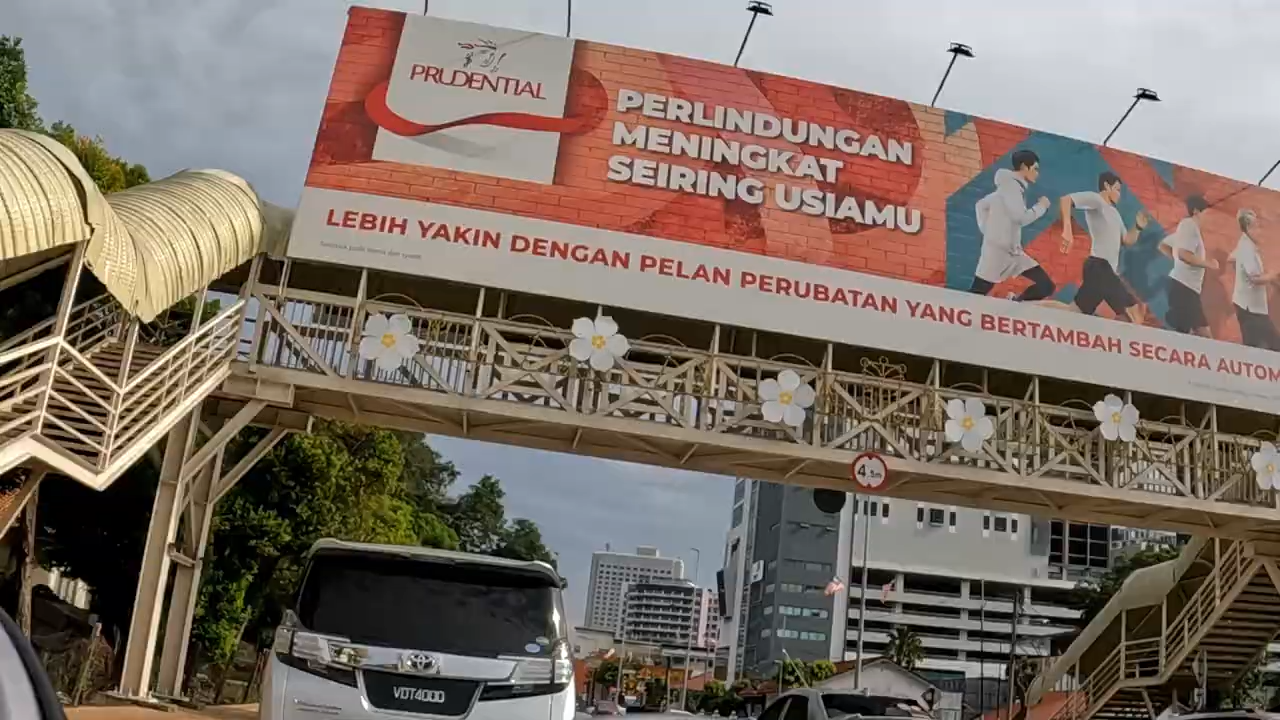 PRUDENTIAL
PERLINDUNGAN
MENINGKAT
SEIRING USIAMU
LEBIH YAKIN DENGAN PELAN PERUBATAN YANG BERTAMBAH SECARA AUTOM
4.5m
VDT4000